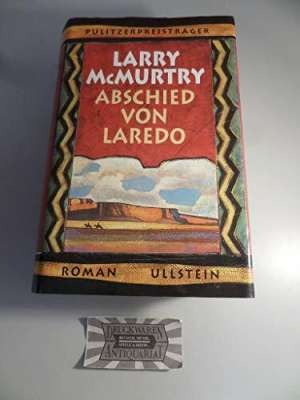 PULITZERPREISTRÄGER
LARRY
McMURTRY
ABSCHIED
VON
LAREDO
ROMAN ULLSTEIN
DRUCKWAREN
ANTIQUARIAT